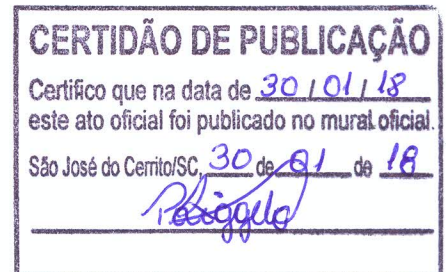 CERTIDÃO DE PUBLICAÇÃO
Certifico que na data de 30 / 01 / 18
este ato oficial foi publicado no mural oficial.
São José do Cerrito/SC, 30 de 01 de 18